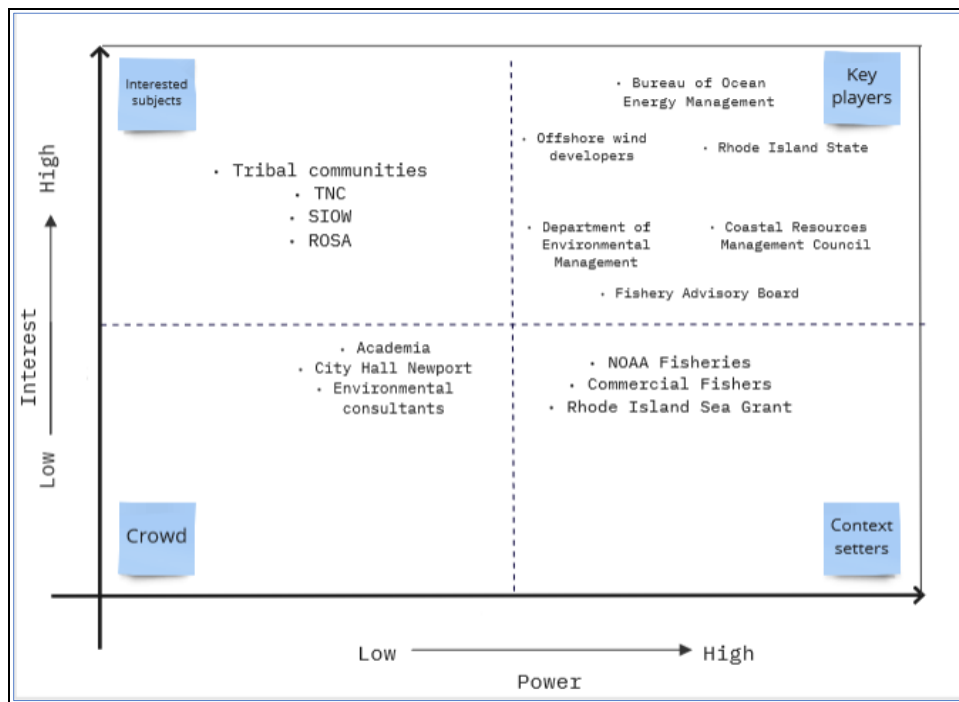 Interested
subjects
· Tribal communities
· TNC
· SIOW
· ROSA
Key
players
· Bureau of Ocean
Energy Management
· Offshore wind
developers
· Rhode Island State
· Department of
Environmental
Management
· Coastal Resources
Management Council
· Fishery Advisory Board
· Academia
· City Hall Newport
· Environmental
consultants
Crowd
· NOAA Fisheries
· Commercial Fishers
· Rhode Island Sea Grant
Context
setters
High
Interest
Low
Low
High
Power